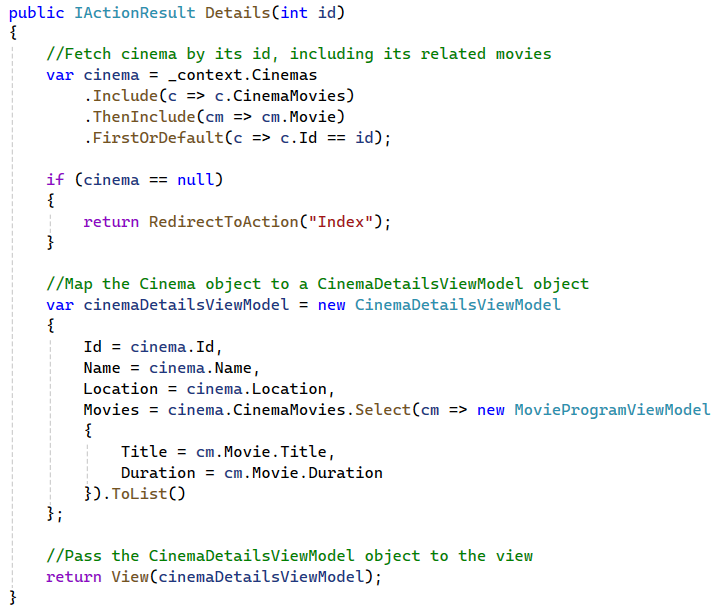 public IActionResult Details(int id)
{
    //Fetch cinema by its id, including its related movies
    var cinema = _context.Cinemas
        .Include(c => c.CinemaMovies)
        .ThenInclude(cm => cm.Movie)
        .FirstOrDefault(c => c.Id == id);

    if (cinema == null)
    {
        return RedirectToAction("Index");
    }

    //Map the Cinema object to a CinemaDetailsViewModel object
    var cinemaDetailsViewModel = new CinemaDetailsViewModel
    {
        Id = cinema.Id,
        Name = cinema.Name,
        Location = cinema.Location,
        Movies = cinema.CinemaMovies.Select(cm => new MovieProgramViewModel
        {
            Title = cm.Movie.Title,
            Duration = cm.Movie.Duration
        }).ToList()
    };

    //Pass the CinemaDetailsViewModel object to the view
    return View(cinemaDetailsViewModel);
}